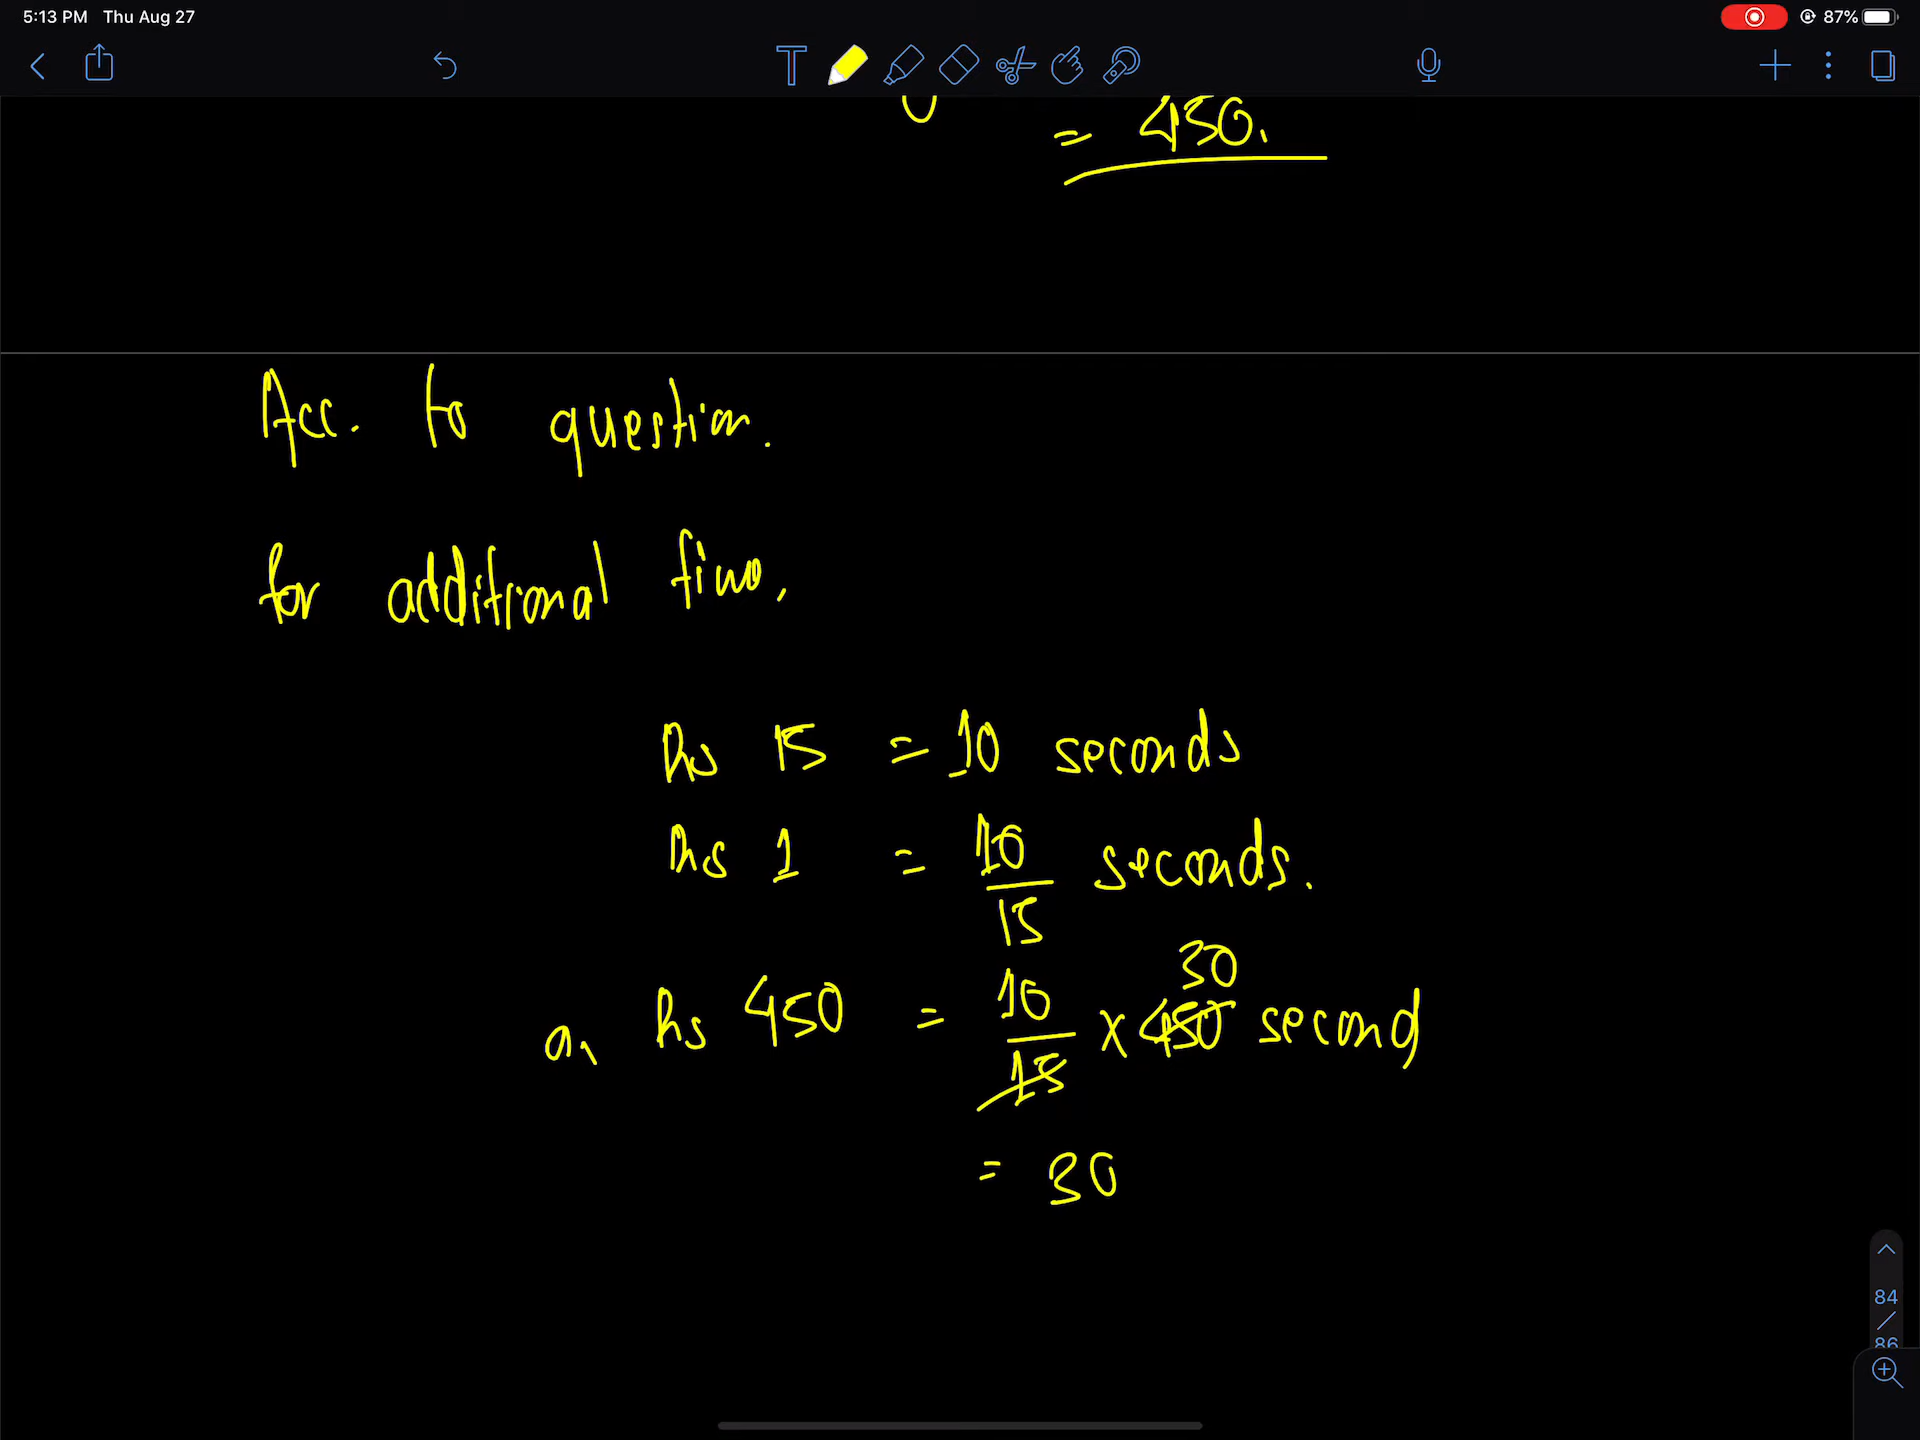 5:13 PM Thu Aug 27
87%
T
= 450.
Acc. to question.
for additional time,
Rs 15 = 10 seconds
Rs 1 = 10/15 seconds.
30
a, Rs 450 = 10/15 × 450 second
= 30
84
/
86